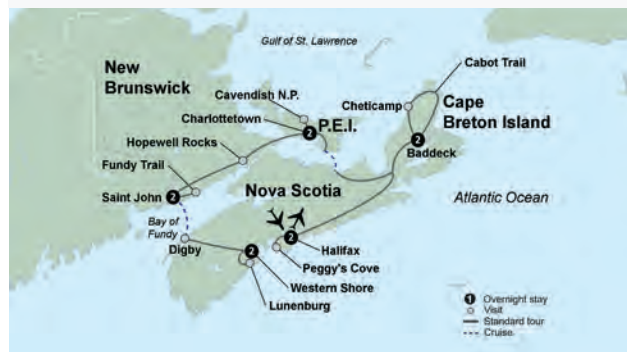 Gulf of St. Lawrence
Cabot Trail
New
Brunswick
Cavendish N.P.
Cheticamp
Cape
Breton Island
Charlottetown
P.E.I.
2
Hopewell Rocks
2
Baddeck
Fundy Trail
Nova Scotia
Saint John
2
Atlantic Ocean
Bay of
Fundy
Digby
2
2
Halifax
Peggy's Cove
Western Shore
Lunenburg
1 Overnight stay
Visit
Standard tour
Cruise